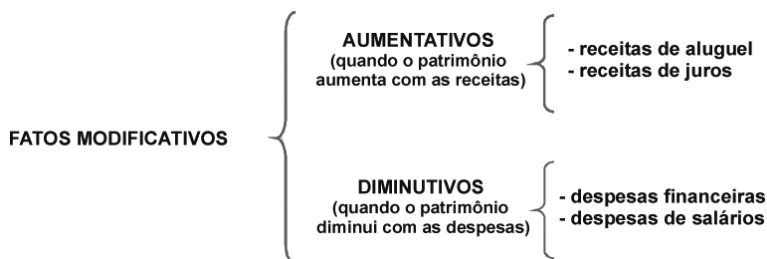 FATOS MODIFICATIVOS
AUMENTATIVOS
(quando o patrimônio
aumenta com as receitas)
- receitas de aluguel
- receitas de juros
DIMINUTIVOS
(quando o patrimônio
diminui com as despesas)
- despesas financeiras
- despesas de salários